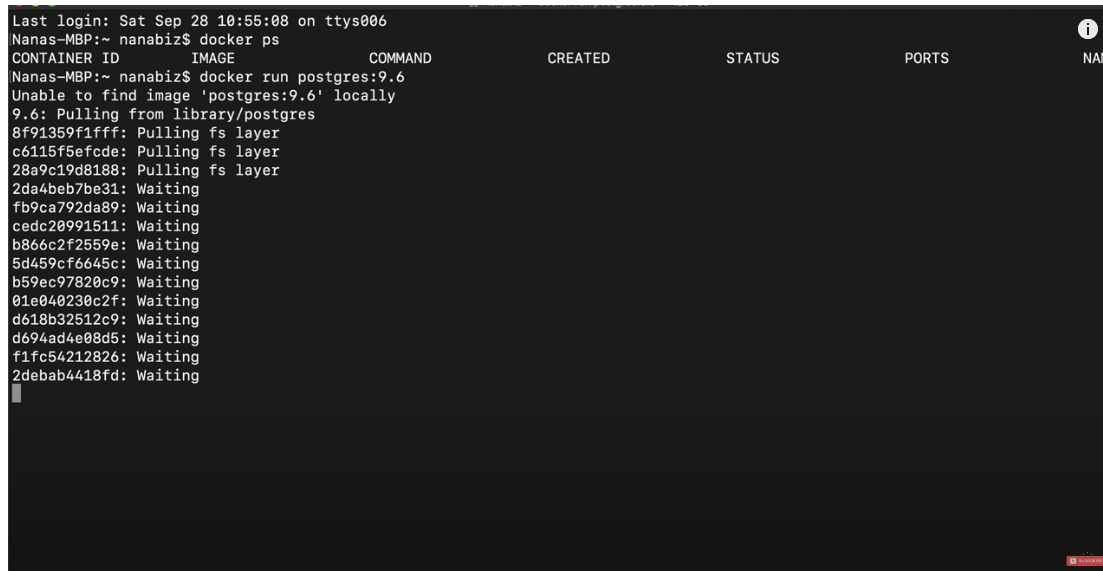 Last login: Sat Sep 28 10:55:08 on ttys006
[Nanas-MBP:~ nanabiz$ docker ps
CONTAINER ID IMAGE COMMAND CREATED STATUS PORTS NAM
[Nanas-MBP:~ nanabiz$ docker run postgres:9.6
Unable to find image 'postgres:9.6' locally
9.6: Pulling from library/postgres
8f91359f1fff: Pulling fs layer
c6115f5efcde: Pulling fs layer
28a9c19d8188: Pulling fs layer
2da4beb7be31: Waiting
fb9ca792da89: Waiting
cedc20991511: Waiting
b866c2f2559e: Waiting
5d459cf6645c: Waiting
b59ec97820c9: Waiting
01e040230c2f: Waiting
d618b32512c9: Waiting
d694ad4e08d5: Waiting
f1fc54212826: Waiting
2debab4418fd: Waiting
SUBSCRIBE